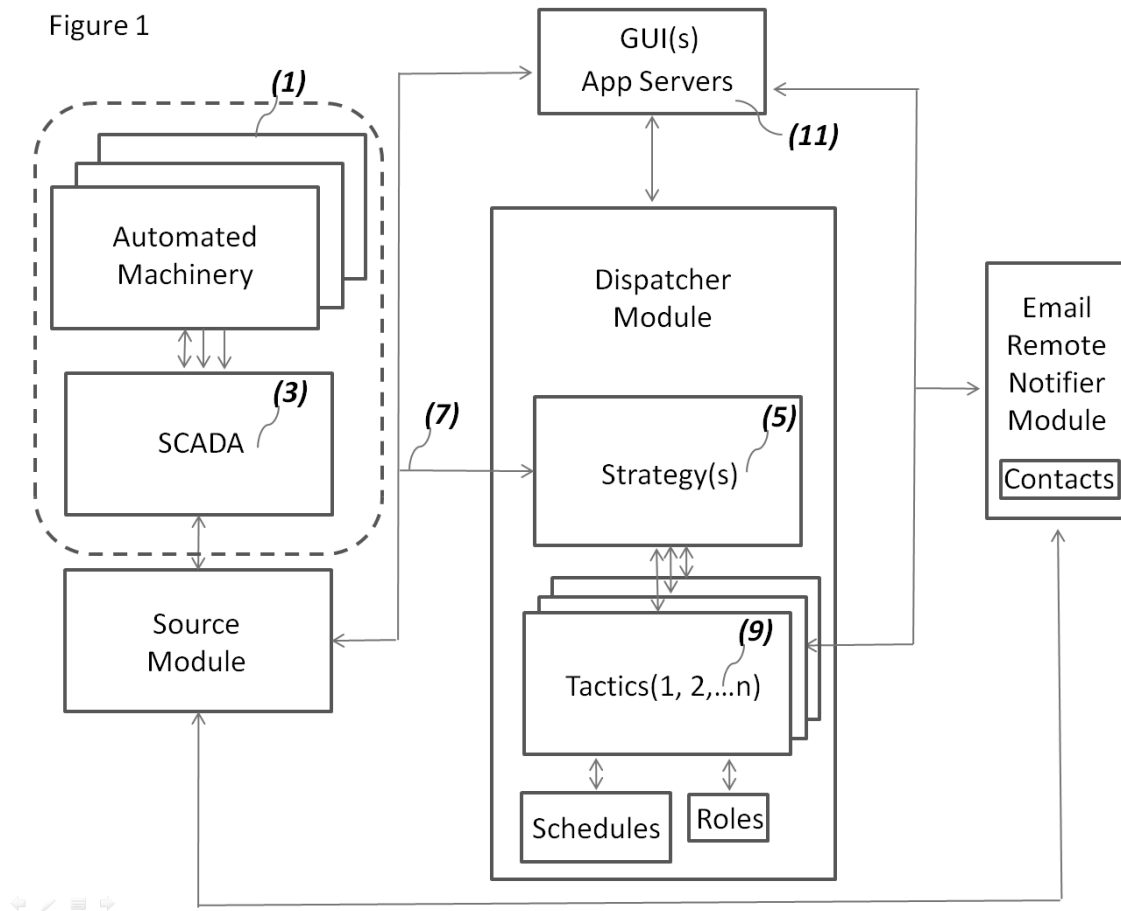 Figure 1
GUI(s)
App Servers
(11)
(1)
Automated
Machinery
(3)
SCADA
Source
Module
(7)
Dispatcher
Module
(5)
Strategy(s)
(9)
Tactics(1, 2,...n)
Schedules
Roles
Email
Remote
Notifier
Module
Contacts